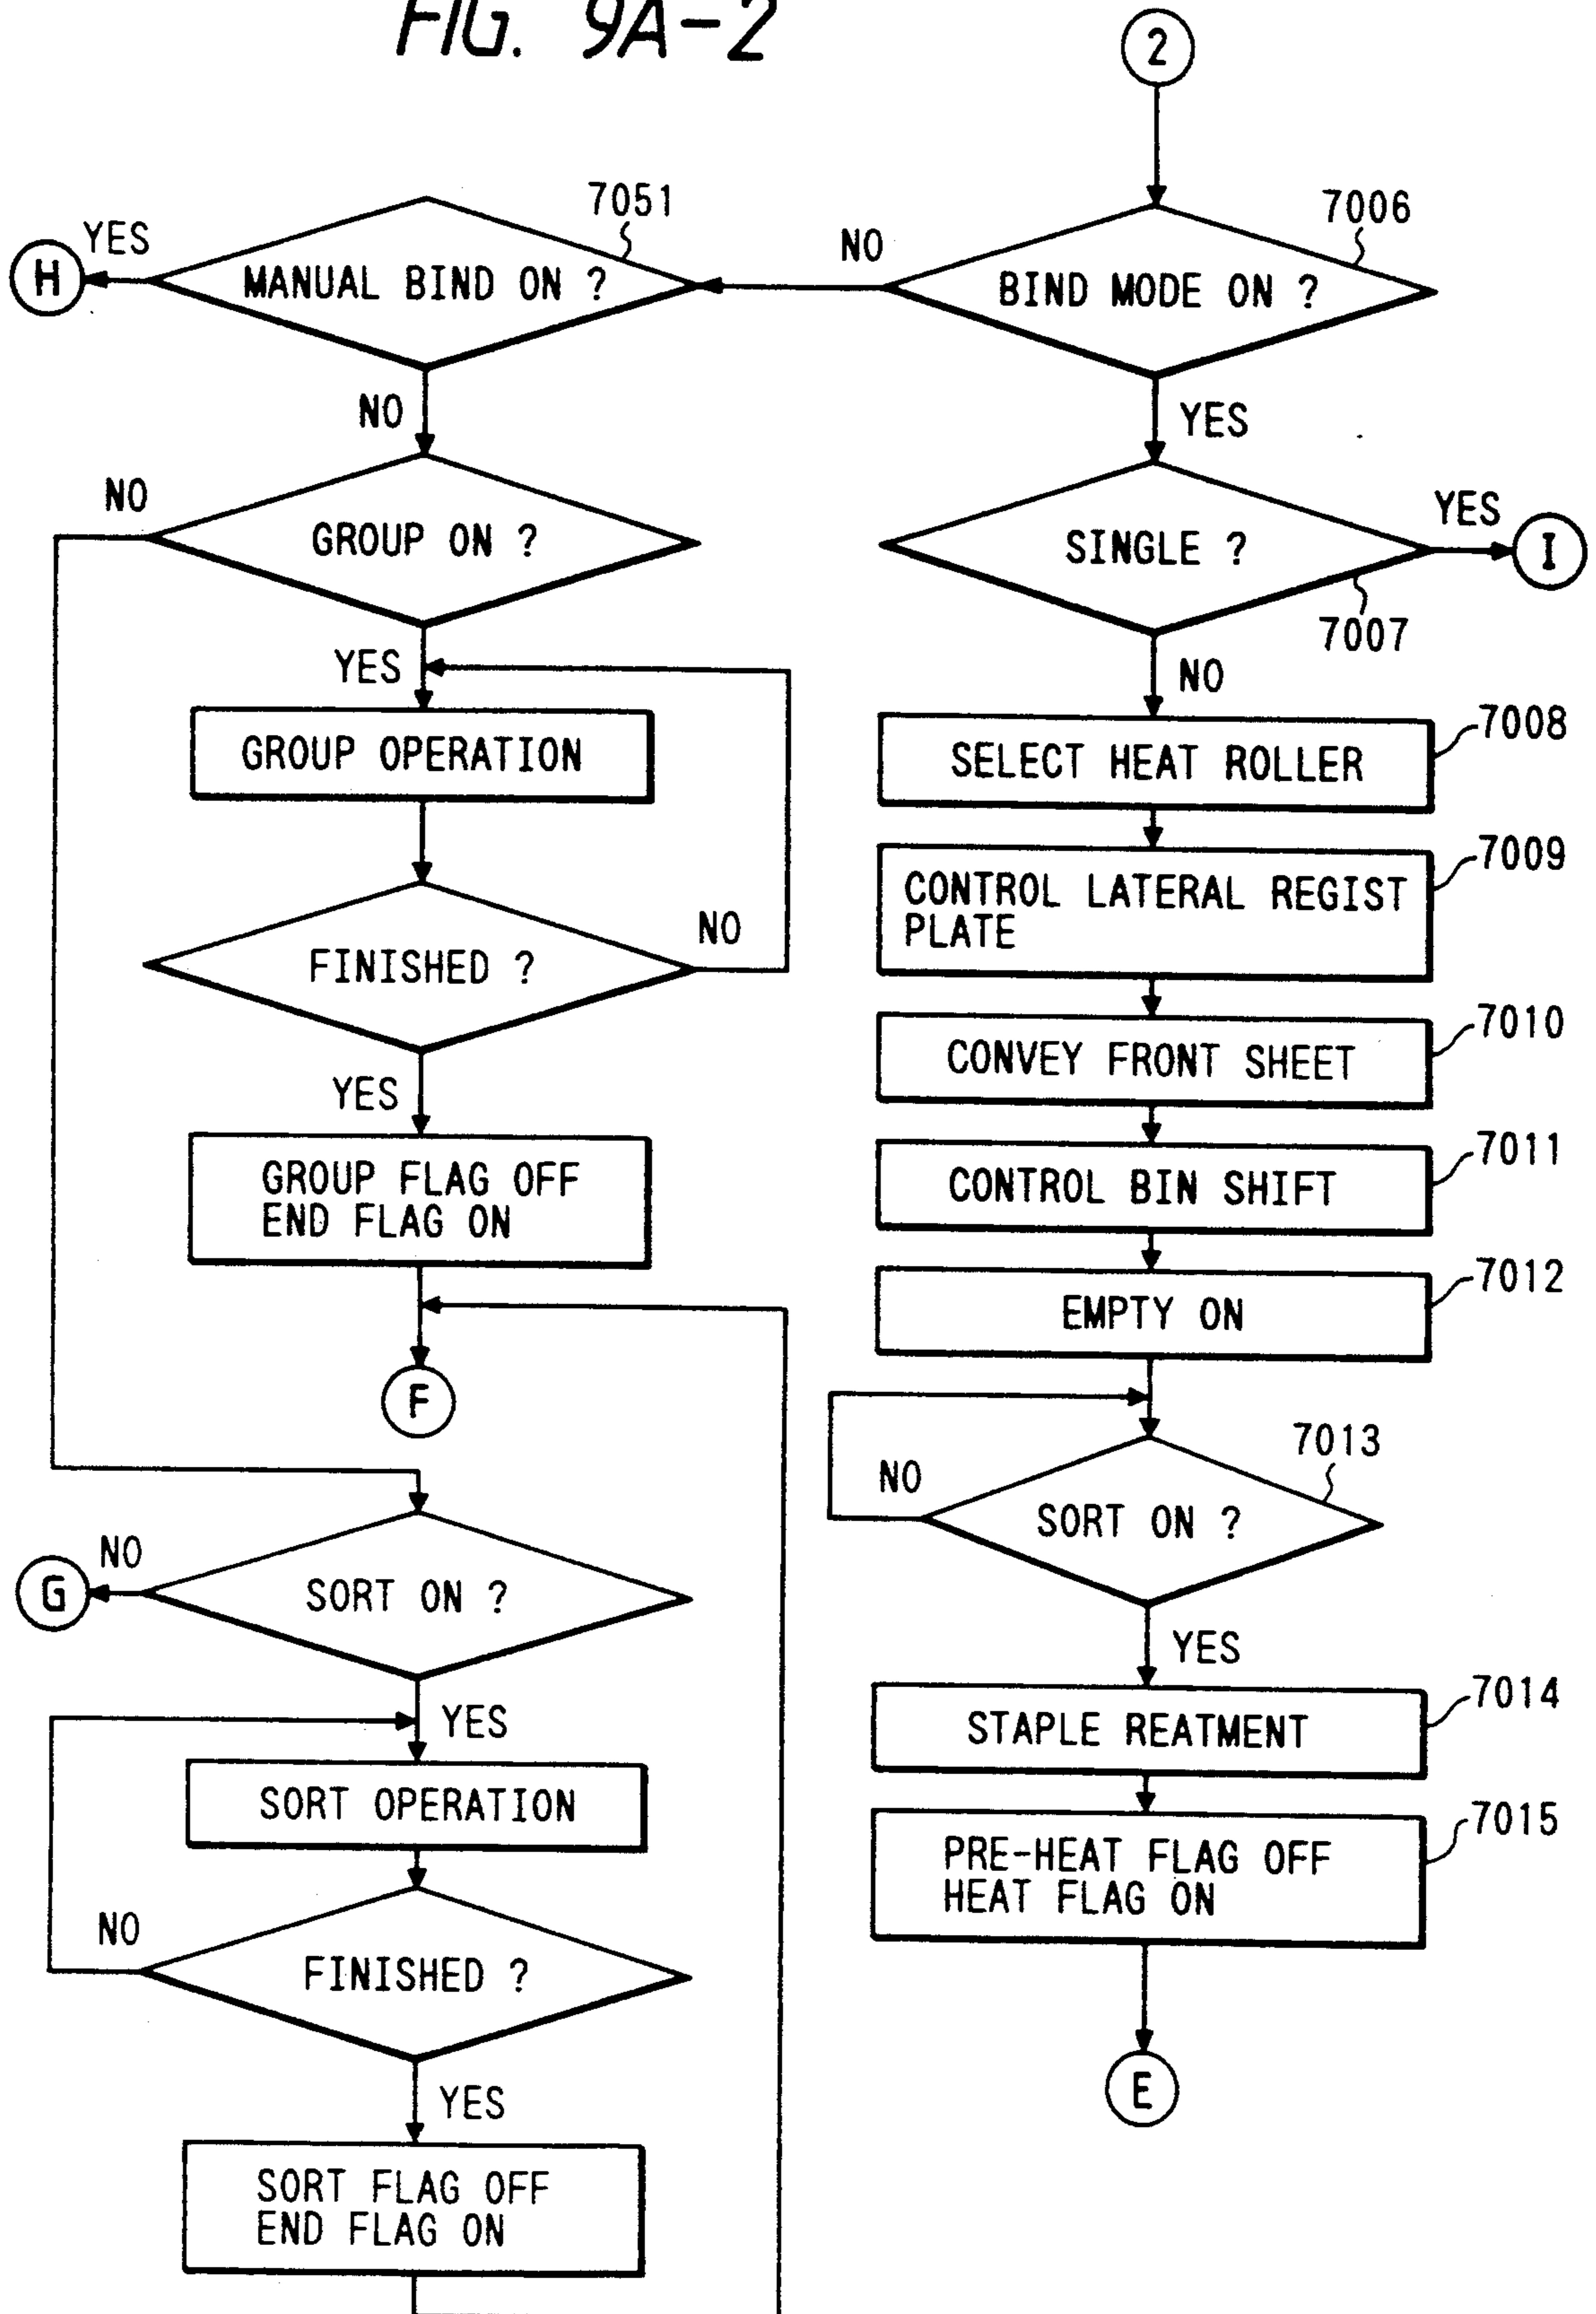 FIG. 9A-2
2
7006
BIND MODE ON ?
NO
YES
7051
MANUAL BIND ON ?
YES
H
NO
GROUP ON ?
NO
YES
GROUP OPERATION
FINISHED ?
NO
YES
GROUP FLAG OFF
END FLAG ON
F
SORT ON ?
NO
G
YES
SORT OPERATION
FINISHED ?
NO
YES
SORT FLAG OFF
END FLAG ON
SINGLE ?
YES
I
7007
NO
7008
SELECT HEAT ROLLER
7009
CONTROL LATERAL REGIST
PLATE
7010
CONVEY FRONT SHEET
7011
CONTROL BIN SHIFT
7012
EMPTY ON
7013
NO
SORT ON ?
YES
7014
STAPLE REATMENT
7015
PRE-HEAT FLAG OFF
HEAT FLAG ON
E